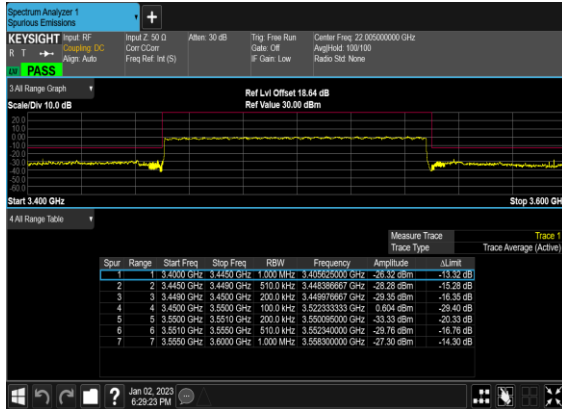 Spectrum Analyzer 1
Spurious Emissions
+
KEYSIGHT Input: RF Input Z: 50 Ω Atten: 30 dB Trig: Free Run Center Freq: 22.005000000 GHz
R T Coupling: DC Corr CCorr Gate: Off Avg|Hold: 100/100
Align: Auto Freq Ref: Int (S) IF Gain: Low Radio Std: None
PASS
3 All Range Graph
Ref Lvl Offset 18.64 dB
Scale/Div 10.0 dB Ref Value 30.00 dBm
20.0
10.0
0.00
-10.0
-20.0
-30.0
-40.0
-50.0
-60.0
Start 3.400 GHz Stop 3.600 GH
4 All Range Table
Measure Trace Trace 1
Trace Type Trace Average (Active)
Spur Range Start Freq Stop Freq RBW Frequency Amplitude ΔLimit
1 1 3.4000 GHz 3.4450 GHz 1.000 MHz 3.405625000 GHz -26.32 dBm -13.32 dB
2 2 3.4450 GHz 3.4490 GHz 510.0 kHz 3.448386667 GHz -28.28 dBm -15.28 dB
3 3 3.4490 GHz 3.4500 GHz 200.0 kHz 3.449976667 GHz -29.35 dBm -16.35 dB
4 4 3.4500 GHz 3.5500 GHz 100.0 kHz 3.522333333 GHz 0.604 dBm -29.40 dB
5 5 3.5500 GHz 3.5510 GHz 200.0 kHz 3.550095000 GHz -33.33 dBm -20.33 dB
6 6 3.5510 GHz 3.5550 GHz 510.0 kHz 3.552340000 GHz -29.76 dBm -16.76 dB
7 7 3.5550 GHz 3.6000 GHz 1.000 MHz 3.558300000 GHz -27.30 dBm -14.30 dB
? Jan 02, 2023
6:29:23 PM